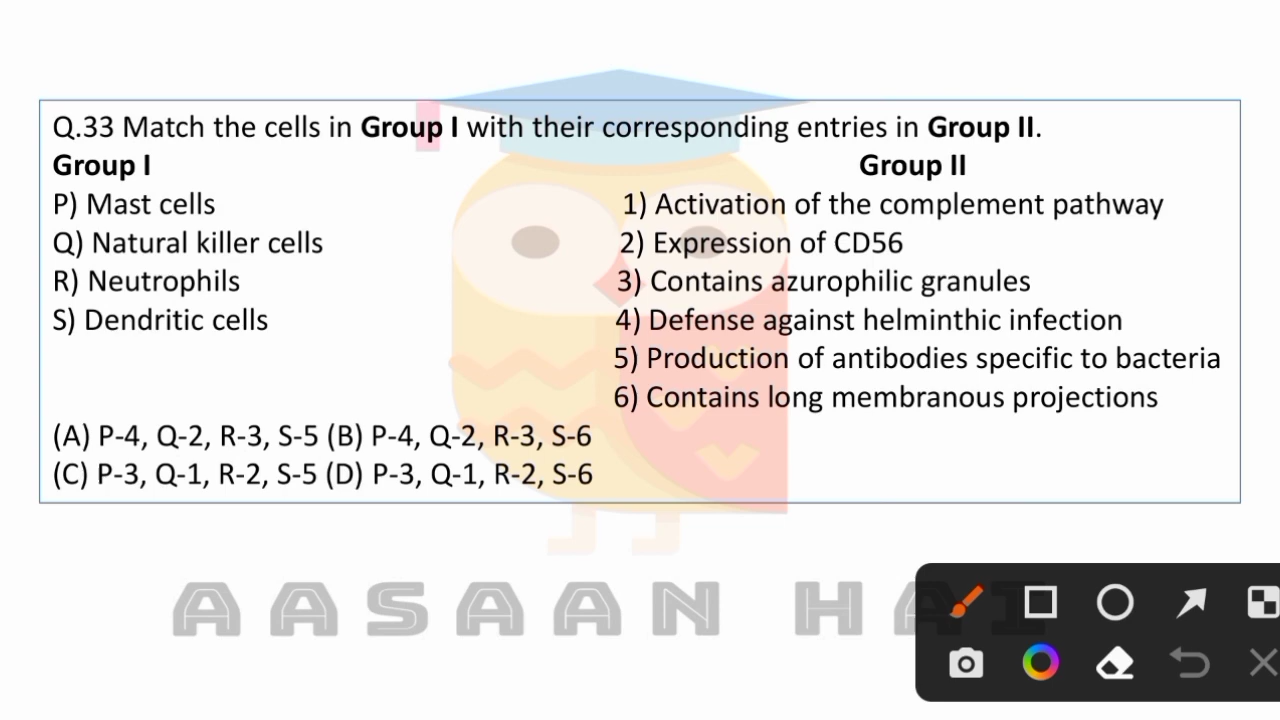 Q.33 Match the cells in Group I with their corresponding entries in Group II.
Group I Group II
P) Mast cells 1) Activation of the complement pathway
Q) Natural killer cells 2) Expression of CD56
R) Neutrophils 3) Contains azurophilic granules
S) Dendritic cells 4) Defense against helminthic infection
5) Production of antibodies specific to bacteria
6) Contains long membranous projections
(A) P-4, Q-2, R-3, S-5 (B) P-4, Q-2, R-3, S-6
(C) P-3, Q-1, R-2, S-5 (D) P-3, Q-1, R-2, S-6
AASAAN HAI